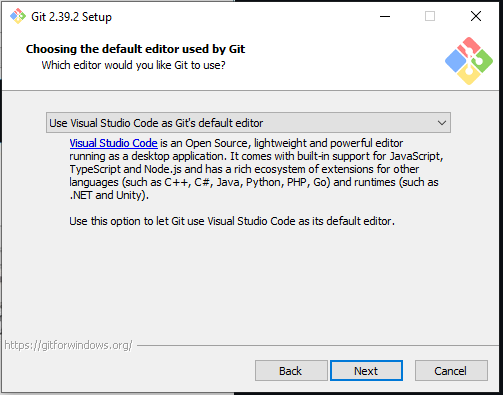 Git 2.39.2 Setup
Choosing the default editor used by Git
Which editor would you like Git to use?
Use Visual Studio Code as Git's default editor
Visual Studio Code is an Open Source, lightweight and powerful editor
running as a desktop application. It comes with built-in support for JavaScript,
TypeScript and Node.js and has a rich ecosystem of extensions for other
languages (such as C++, C#, Java, Python, PHP, Go) and runtimes (such as
.NET and Unity).
Use this option to let Git use Visual Studio Code as its default editor.
https://gitforwindows.org/
Back Next Cancel